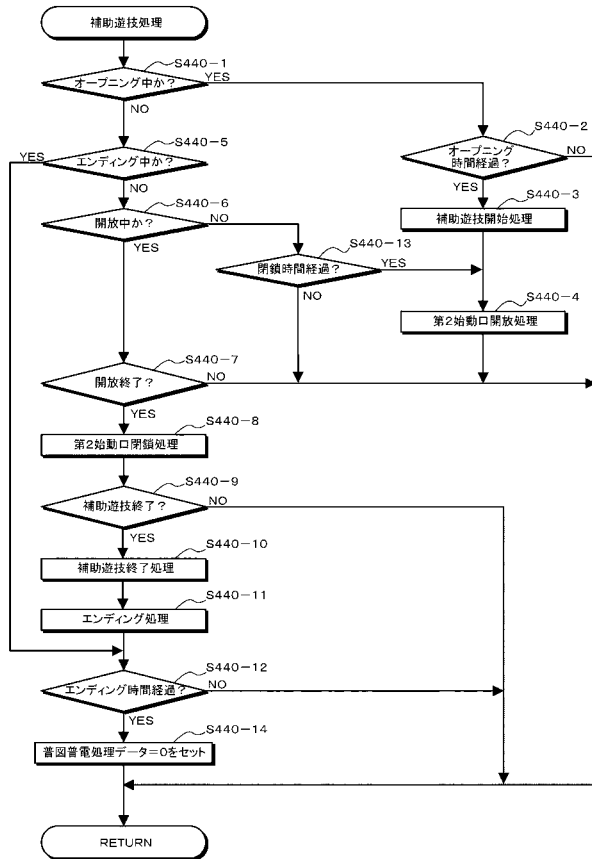 補助遊技処理
S440-1
オープニング中か?
YES
NO
S440-2
オープニング
時間経過?
NO
YES
S440-5
YES
エンディング中か?
NO
S440-3
補助遊技開始処理
S440-6
開放中か?
NO
YES
S440-13
閉鎖時間経過?
YES
NO
S440-4
第2始動口開放処理
S440-7
開放終了?
NO
YES
S440-8
第2始動口閉鎖処理
S440-9
補助遊技終了?
NO
YES
S440-10
補助遊技終了処理
S440-11
エンディング処理
S440-12
エンディング時間経過?
NO
YES
S440-14
普図普電処理データ=0をセット
RETURN